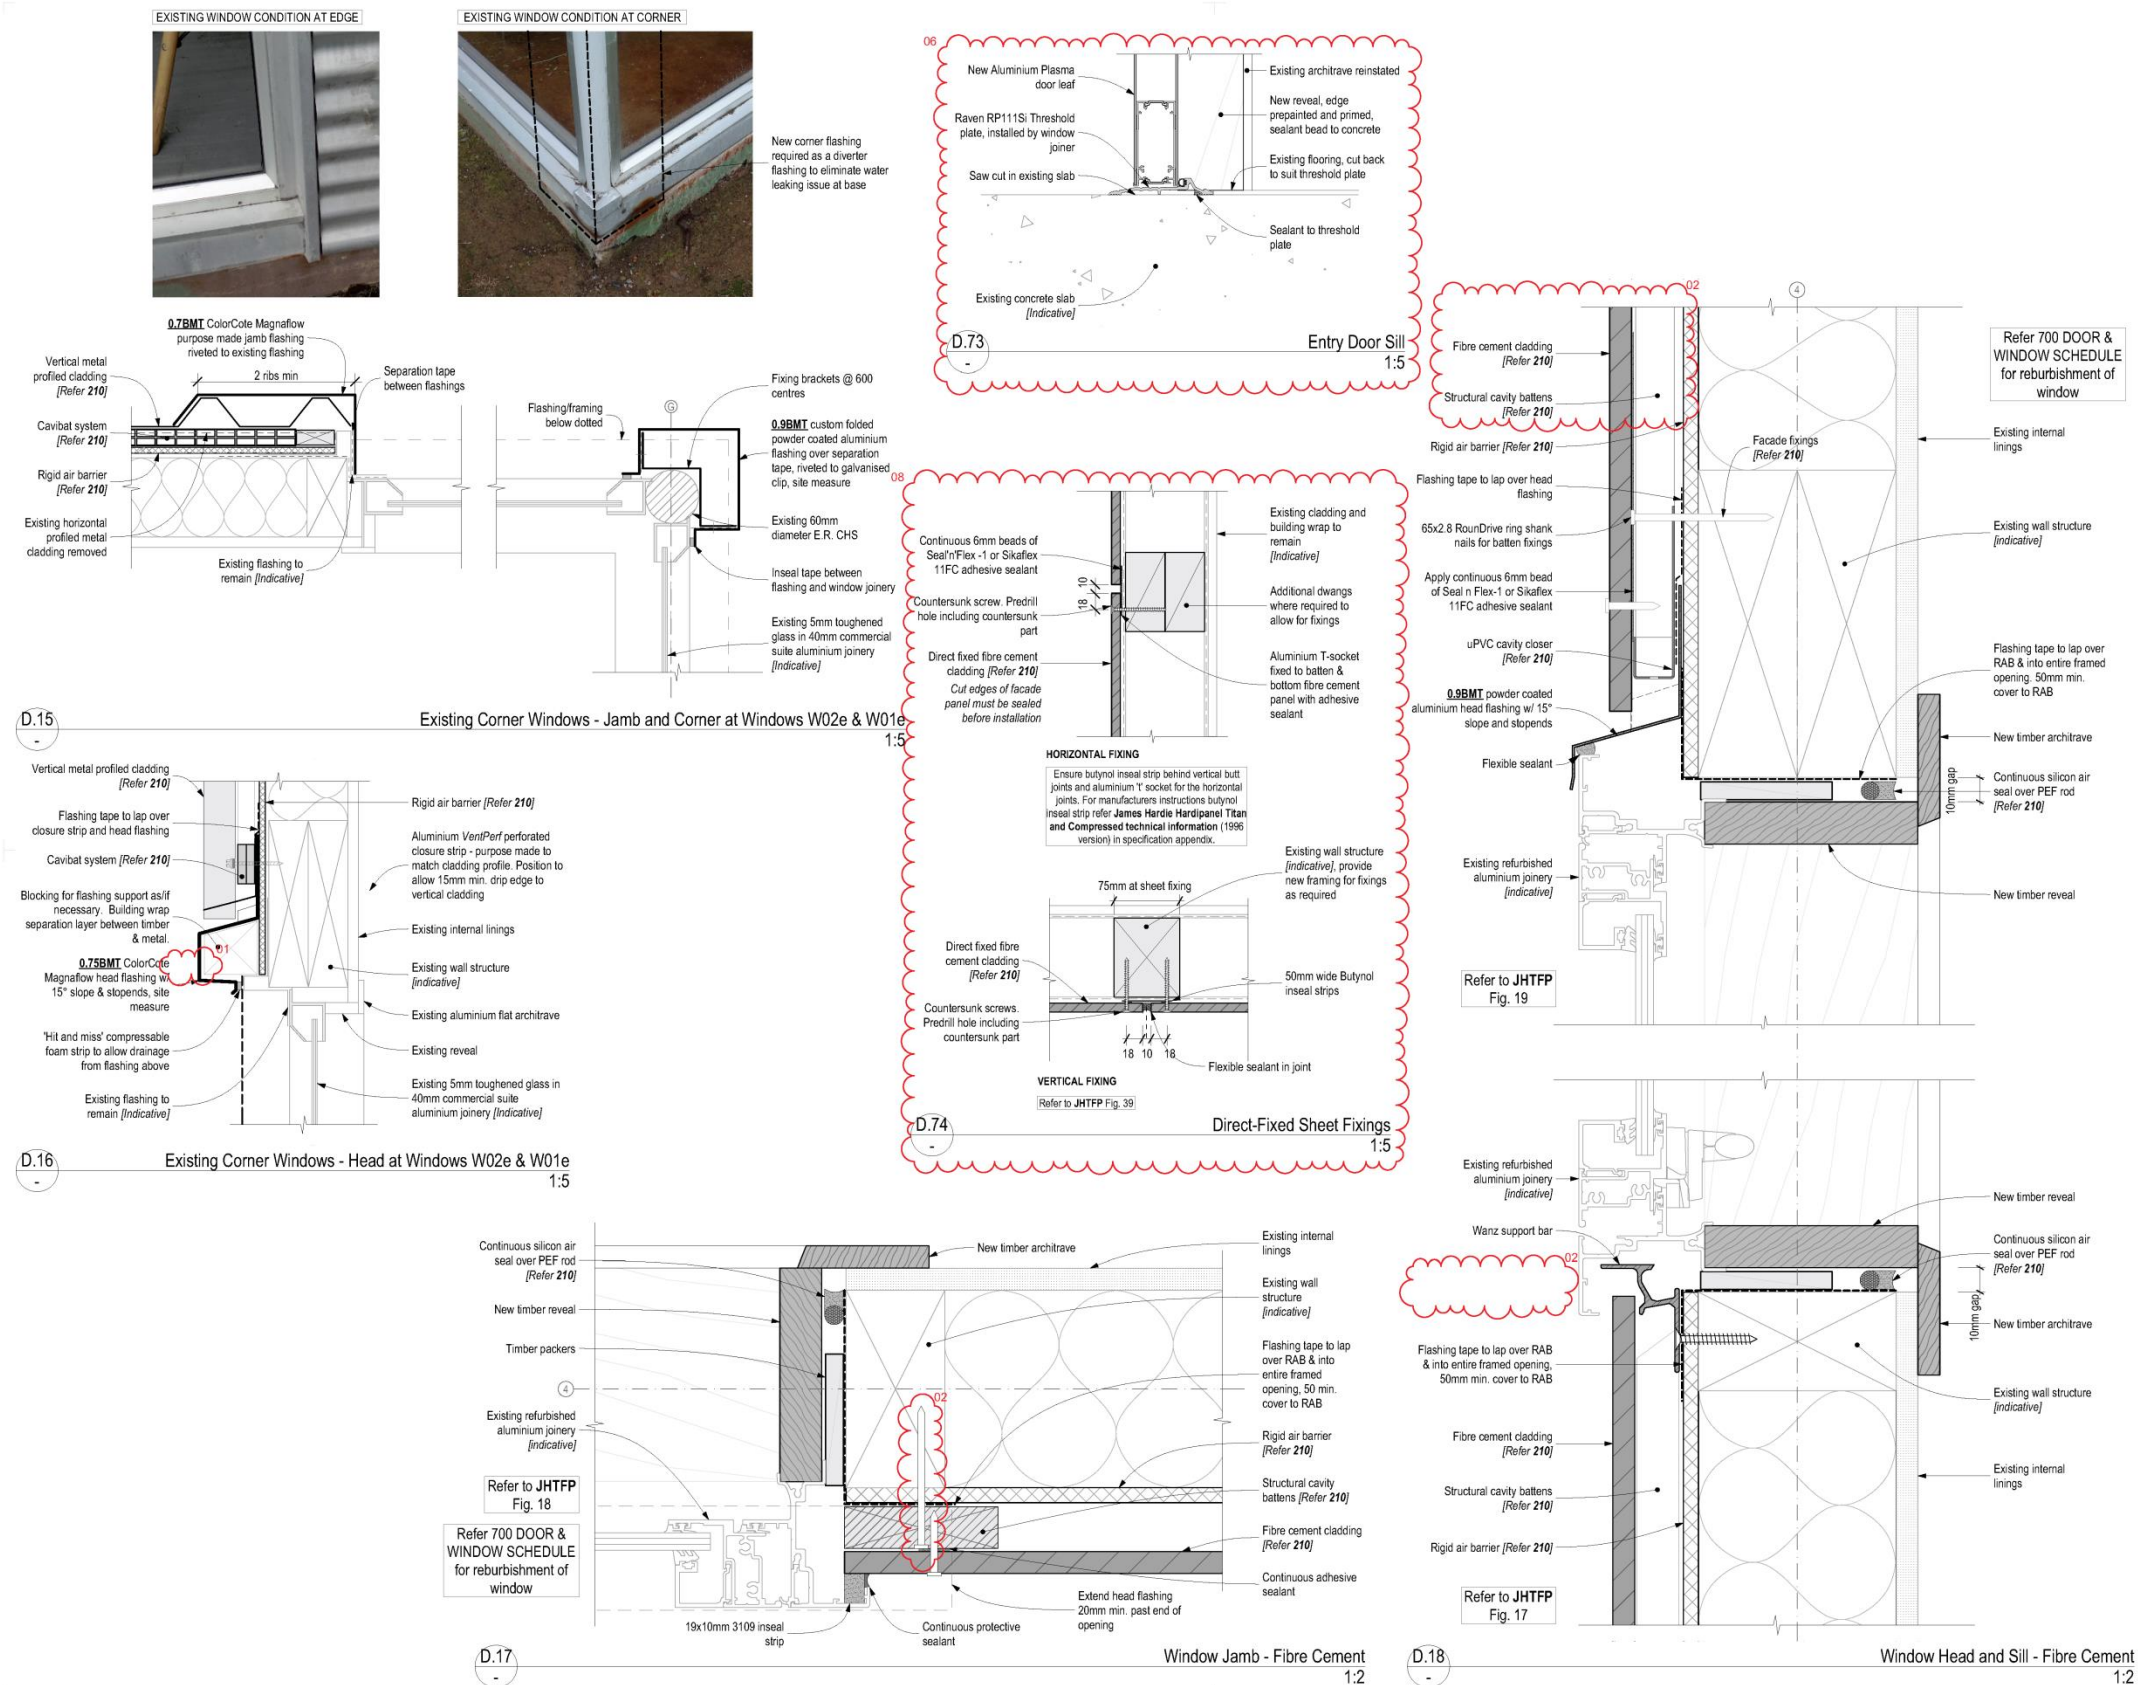 EXISTING WINDOW CONDITION AT EDGE
EXISTING WINDOW CONDITION AT CORNER
New corner flashing
required as a diverter
flashing to eliminate water
leaking issue at base
0.7BMT ColorCote Magnaflow
purpose made jamb flashing
riveted to existing flashing
Vertical metal
profiled cladding
[Refer 210]
2 ribs min
Separation tape
between flashings
Cavibat system
[Refer 210]
Rigid air barrier
[Refer 210]
Existing horizontal
profiled metal
cladding removed
Existing flashing to
remain [Indicative]
Flashing/framing
below dotted
G
Fixing brackets @ 600
centres
0.9BMT custom folded
powder coated aluminium
flashing over separation
tape, riveted to galvanised
clip, site measure
Existing 60mm
diameter E.R. CHS
Inseal tape between
flashing and window joinery
Existing 5mm toughened
glass in 40mm commercial
suite aluminium joinery
[Indicative]
D.15
-
Existing Corner Windows - Jamb and Corner at Windows W02e & W01e
1:5
Vertical metal profiled cladding
[Refer 210]
Flashing tape to lap over
closure strip and head flashing
Cavibat system [Refer 210]
Blocking for flashing support as/if
necessary. Building wrap
separation layer between timber
& metal.
01
0.75BMT ColorCote
Magnaflow head flashing w/
15° slope & stopends, site
measure
'Hit and miss' compressable
foam strip to allow drainage
from flashing above
Existing flashing to
remain [Indicative]
Rigid air barrier [Refer 210]
Aluminium VentPerf perforated
closure strip - purpose made to
match cladding profile. Position to
allow 15mm min. drip edge to
vertical cladding
Existing internal linings
Existing wall structure
[indicative]
Existing aluminium flat architrave
Existing reveal
Existing 5mm toughened glass in
40mm commercial suite
aluminium joinery [Indicative]
D.16
-
Existing Corner Windows - Head at Windows W02e & W01e
1:5
06
New Aluminium Plasma
door leaf
Raven RP111Si Threshold
plate, installed by window
joiner
Saw cut in existing slab
Existing concrete slab
[Indicative]
Existing architrave reinstated
New reveal, edge
prepainted and primed,
sealant bead to concrete
Existing flooring, cut back
to suit threshold plate
Sealant to threshold
plate
D.73
-
Entry Door Sill
1:5
08
Continuous 6mm beads of
Seal'n'Flex -1 or Sikaflex
11FC adhesive sealant
10
18
Countersunk screw. Predrill
hole including countersunk
part
Direct fixed fibre cement
cladding [Refer 210]
Cut edges of facade
panel must be sealed
before installation
Existing cladding and
building wrap to
remain
[Indicative]
Additional dwangs
where required to
allow for fixings
Aluminium T-socket
fixed to batten &
bottom fibre cement
panel with adhesive
sealant
HORIZONTAL FIXING
Ensure butynol inseal strip behind vertical butt
joints and aluminium 't' socket for the horizontal
joints. For manufacturers instructions butynol
inseal strip refer James Hardie Hardipanel Titan
and Compressed technical information (1996
version) in specification appendix.
Existing wall structure
[indicative], provide
new framing for fixings
as required
75mm at sheet fixing
Direct fixed fibre
cement cladding
[Refer 210]
50mm wide Butynol
inseal strips
Countersunk screws.
Predrill hole including
countersunk part
18 10 18
Flexible sealant in joint
VERTICAL FIXING
Refer to JHTFP Fig. 39
D.74
-
Direct-Fixed Sheet Fixings
1:5
Continuous silicon air
seal over PEF rod
[Refer 210]
New timber reveal
Timber packers
4
Existing refurbished
aluminium joinery
[indicative]
Refer to JHTFP
Fig. 18
Refer 700 DOOR &
WINDOW SCHEDULE
for reburbishment of
window
New timber architrave
Existing internal
linings
Existing wall
structure
[indicative]
Flashing tape to lap
over RAB & into
entire framed
opening, 50 min.
cover to RAB
02
Rigid air barrier
[Refer 210]
Structural cavity
battens [Refer 210]
Fibre cement cladding
[Refer 210]
Continuous adhesive
sealant
Extend head flashing
20mm min. past end of
opening
Continuous protective
sealant
19x10mm 3109 inseal
strip
D.17
-
Window Jamb - Fibre Cement
1:2
02
4
Refer 700 DOOR &
WINDOW SCHEDULE
for reburbishment of
window
Fibre cement cladding
[Refer 210]
Structural cavity battens
[Refer 210]
Rigid air barrier [Refer 210]
Flashing tape to lap over head
flashing
65x2.8 RounDrive ring shank
nails for batten fixings
Apply continuous 6mm bead
of Seal n Flex-1 or Sikaflex
11FC adhesive sealant
uPVC cavity closer
[Refer 210]
0.9BMT powder coated
aluminium head flashing w/ 15°
slope and stopends
Flexible sealant
Existing refurbished
aluminium joinery
[indicative]
Refer to JHTFP
Fig. 19
Facade fixings
[Refer 210]
Existing internal
linings
Existing wall structure
[indicative]
Flashing tape to lap over
RAB & into entire framed
opening. 50mm min.
cover to RAB
New timber architrave
10mm gap
Continuous silicon air
seal over PEF rod
[Refer 210]
New timber reveal
Existing refurbished
aluminium joinery
[indicative]
Wanz support bar
02
Flashing tape to lap over RAB
& into entire framed opening,
50mm min. cover to RAB
Fibre cement cladding
[Refer 210]
Structural cavity battens
[Refer 210]
Rigid air barrier [Refer 210]
Refer to JHTFP
Fig. 17
New timber reveal
Continuous silicon air
seal over PEF rod
[Refer 210]
10mm gap
New timber architrave
Existing wall structure
[indicative]
Existing internal
linings
D.18
-
Window Head and Sill - Fibre Cement
1:2